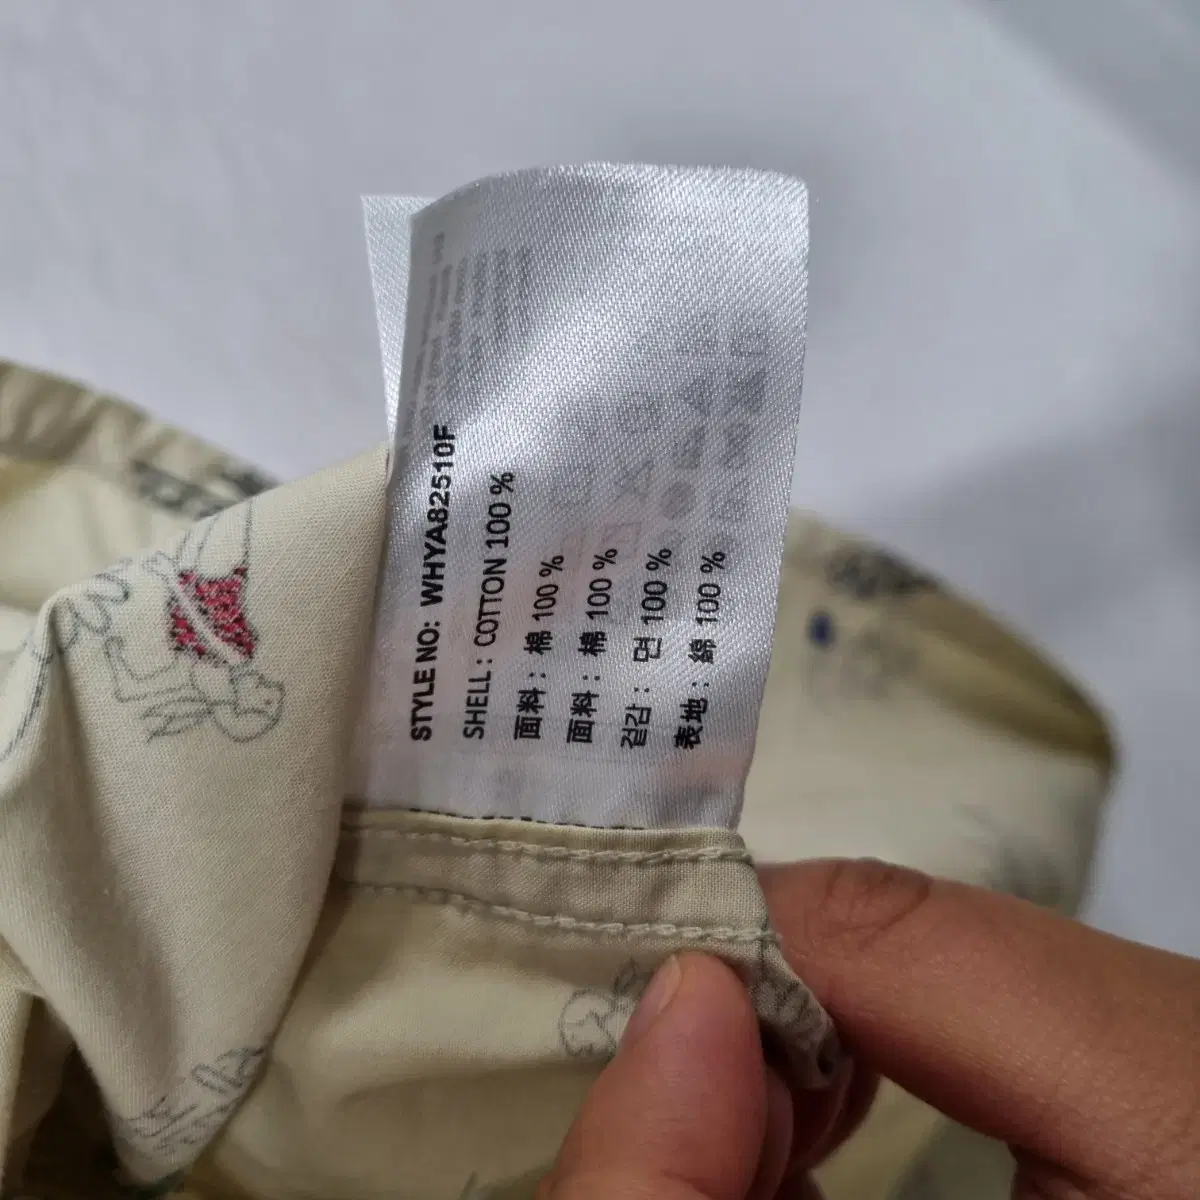 STYLE NO: WHYA82510F
SHELL : COTTON 100 %
面料 : 棉 100 %
面料 : 棉 100 %
겉감 : 면 100 %
表地 : 綿 100 %